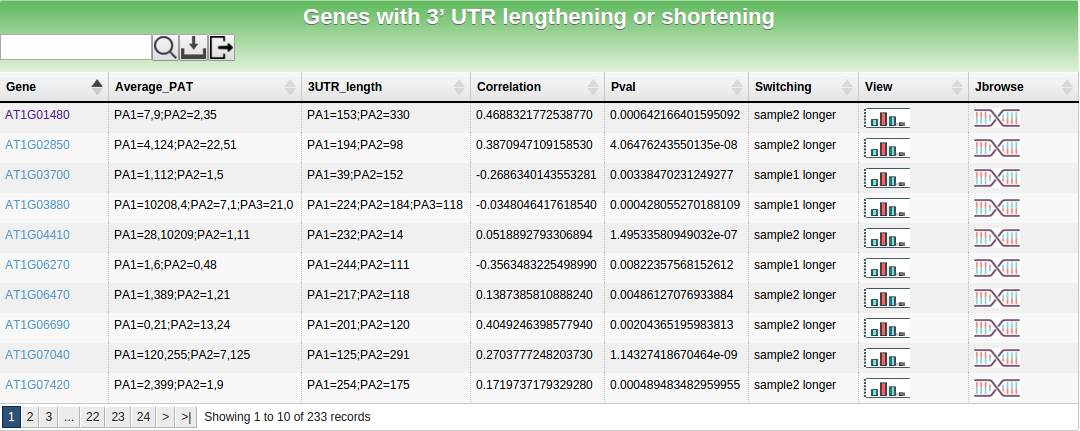 Genes with 3’ UTR lengthening or shortening
Gene Average_PAT 3UTR_length Correlation Pval Switching View Jbrowse
AT1G01480 PA1=7,9;PA2=2,35 PA1=153;PA2=330 0.4688321772538770 0.000642166401595092 sample2 longer
AT1G02850 PA1=4,124;PA2=22,51 PA1=194;PA2=98 0.3870947109158530 4.06476243550135e-08 sample2 longer
AT1G03700 PA1=1,112;PA2=1,5 PA1=39;PA2=152 -0.2686340143553281 0.00338470231249277 sample1 longer
AT1G03880 PA1=10208,4;PA2=7,1;PA3=21,0 PA1=224;PA2=184;PA3=118 -0.0348046417618540 0.000428055270188109 sample1 longer
AT1G04410 PA1=28,10209;PA2=1,11 PA1=232;PA2=14 0.0518892793306894 1.49533580949032e-07 sample2 longer
AT1G06270 PA1=1,6;PA2=0,48 PA1=244;PA2=111 -0.3563483225498990 0.00822357568152612 sample1 longer
AT1G06470 PA1=1,389;PA2=1,21 PA1=217;PA2=118 0.1387385810888240 0.00486127076933884 sample2 longer
AT1G06690 PA1=0,21;PA2=13,24 PA1=201;PA2=120 0.4049246398577940 0.00204365195983813 sample2 longer
AT1G07040 PA1=120,255;PA2=7,125 PA1=125;PA2=291 0.2703777248203730 1.14327418670464e-09 sample2 longer
AT1G07420 PA1=2,399;PA2=1,9 PA1=254;PA2=175 0.1719737179329280 0.000489483482959955 sample2 longer
1 2 3 ... 22 23 24 > >| Showing 1 to 10 of 233 records